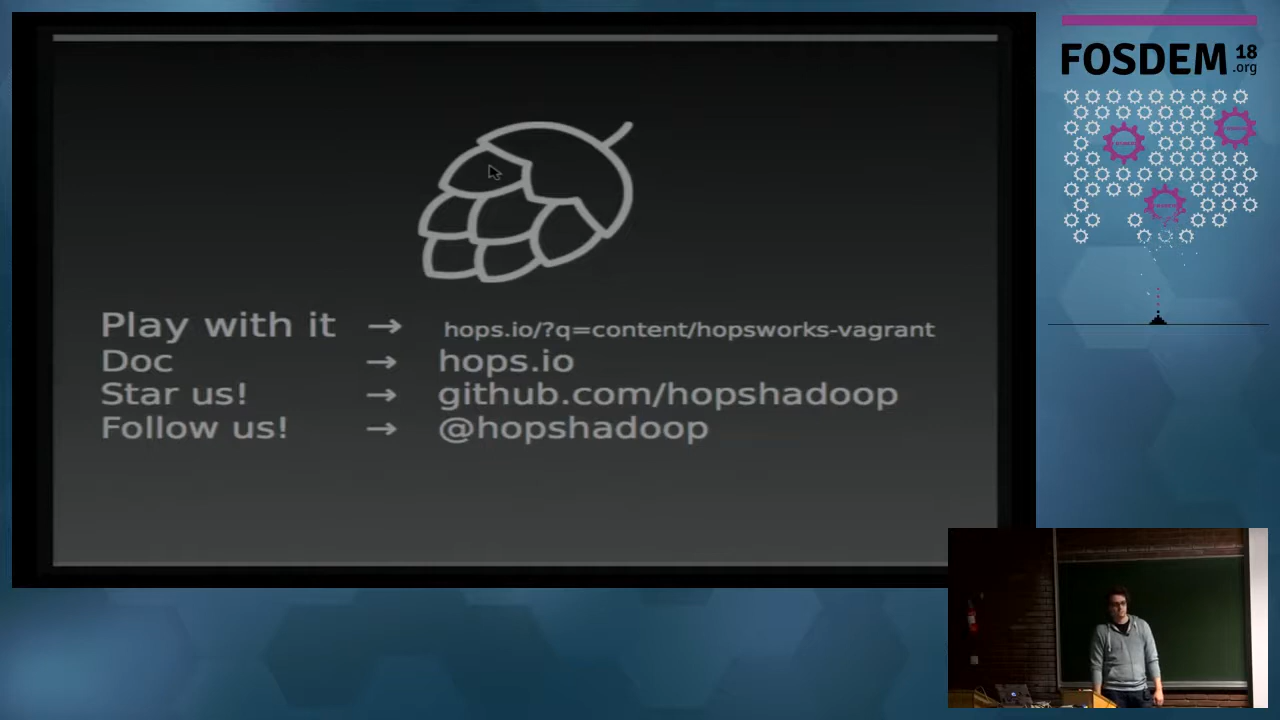 FOSDEM 18
.org
Play with it → hops.io/?q=content/hopsworks-vagrant
Doc → hops.io
Star us! → github.com/hopshadoop
Follow us! → @hopshadoop